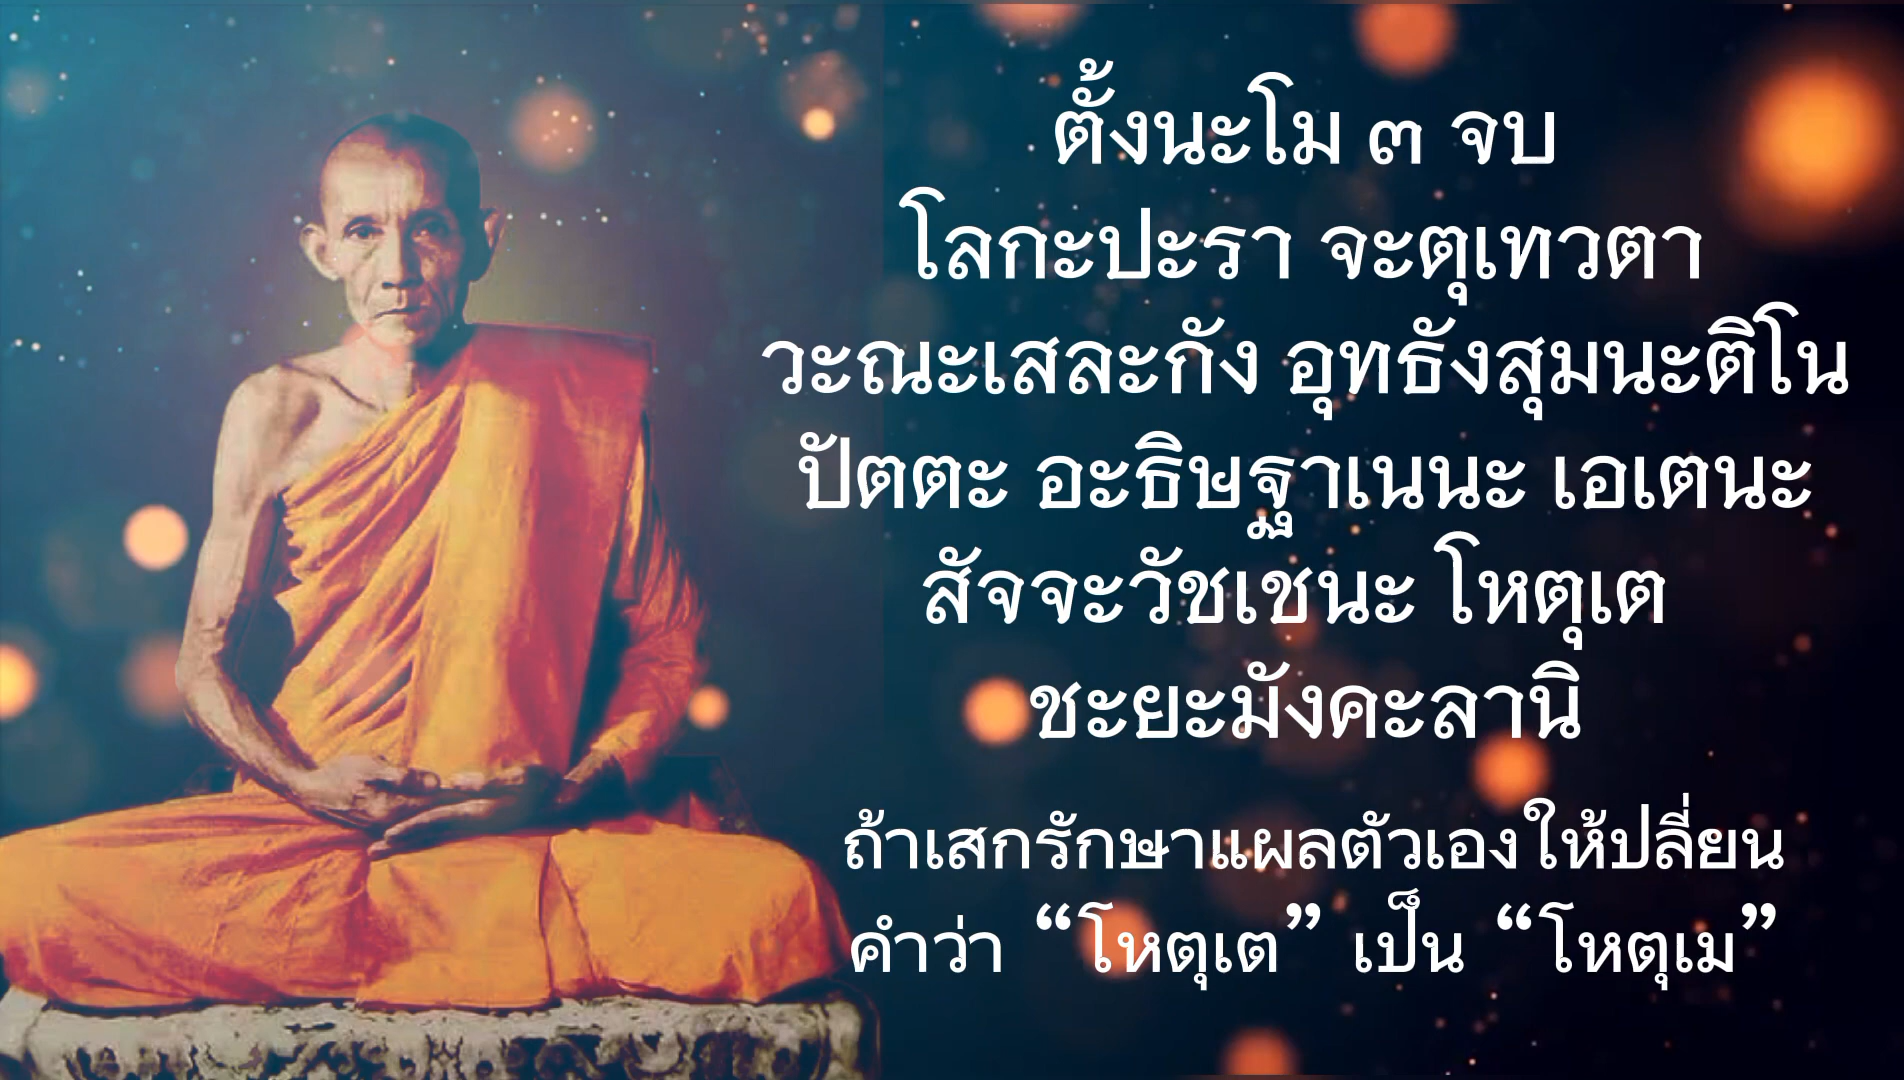 ตั้งนะโม ๓ จบ
โลกะปะรา จะตุเทวตา
วะณะเสละกัง อุทธังสุมนะติโน
ปัตตะ อะธิษฐาเนนะ เอเตนะ
สัจจะวัชเชนะ โหตุเต
ชะยะมังคะลานิ
ถ้าเสกรักษาแผลตัวเองให้ปลี่ยน
คำว่า “โหตุเต” เป็น “โหตุเม”